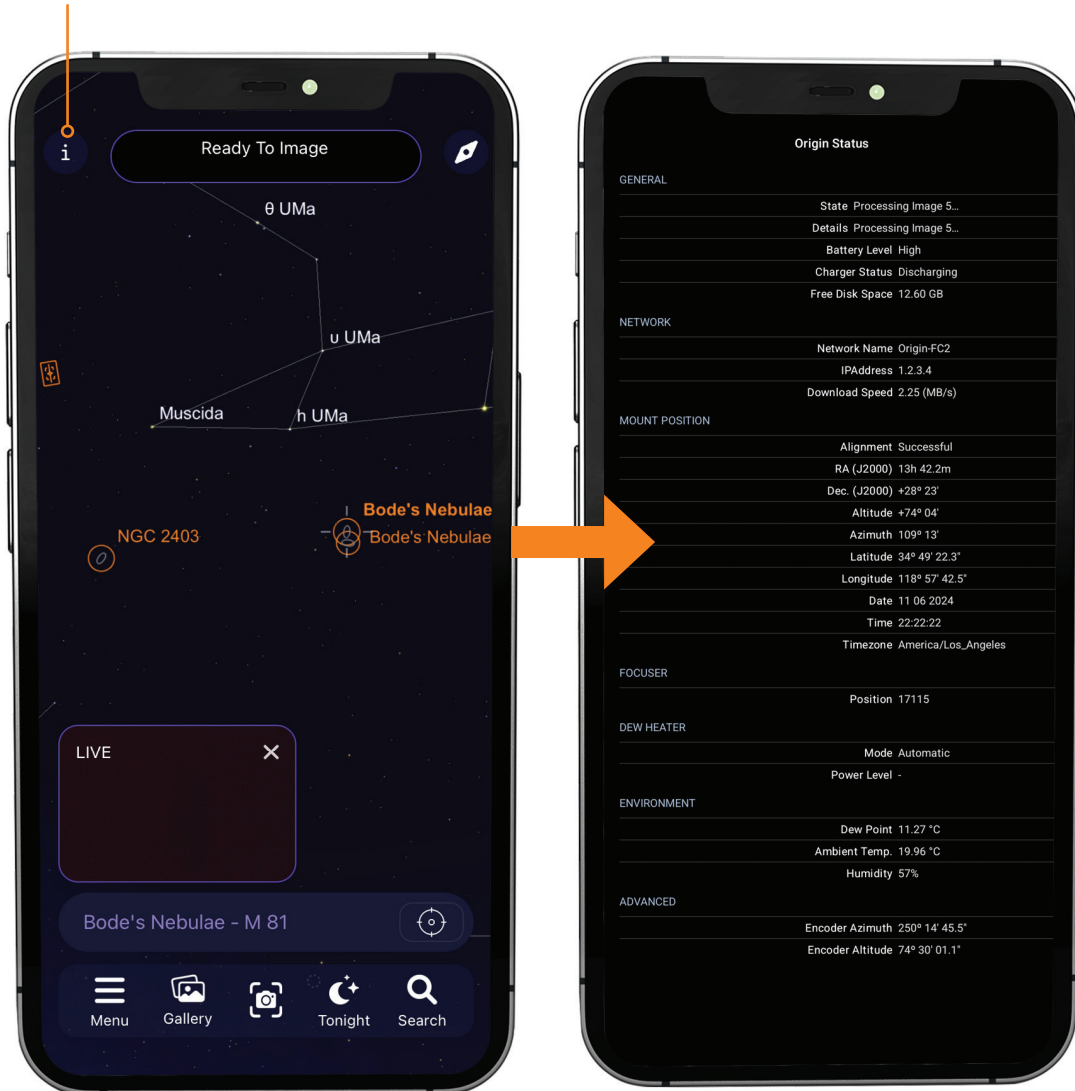 i
Ready To Image
θ UMa
υ UMa
Muscida
h UMa
Bode's Nebulae
Bode's Nebulae
NGC 2403
LIVE
Bode's Nebulae - M 81
Menu
Gallery
Tonight
Search
Origin Status
GENERAL
State Processing Image 5...
Details Processing Image 5...
Battery Level High
Charger Status Discharging
Free Disk Space 12.60 GB
NETWORK
Network Name Origin-FC2
IPAddress 1.2.3.4
Download Speed 2.25 (MB/s)
MOUNT POSITION
Alignment Successful
RA (J2000) 13h 42.2m
Dec. (J2000) +28º 23'
Altitude +74º 04'
Azimuth 109º 13'
Latitude 34º 49' 22.3"
Longitude 118º 57' 42.5"
Date 11 06 2024
Time 22:22:22
Timezone America/Los_Angeles
FOCUSER
Position 17115
DEW HEATER
Mode Automatic
Power Level -
ENVIRONMENT
Dew Point 11.27 °C
Ambient Temp. 19.96 °C
Humidity 57%
ADVANCED
Encoder Azimuth 250º 14' 45.5"
Encoder Altitude 74º 30' 01.1"